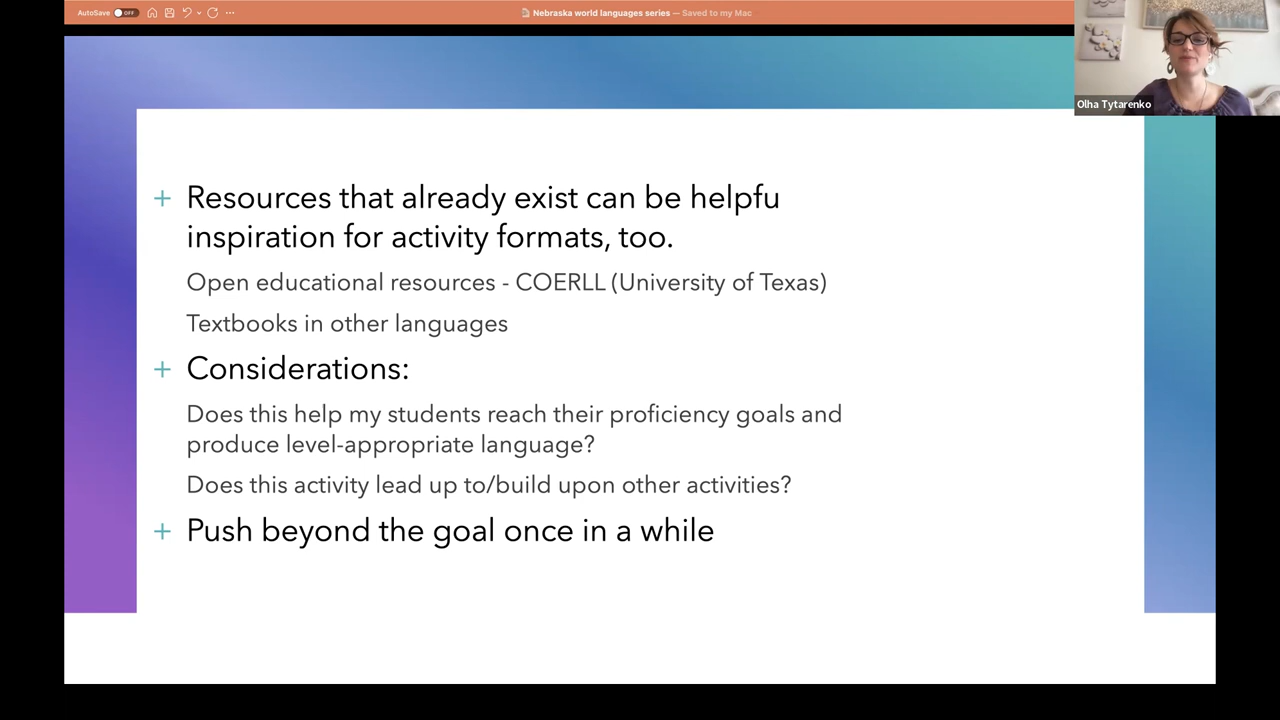 AutoSave OFF
Nebraska world languages series — Saved to my Mac
Olha Tytarenko
+ Resources that already exist can be helpfu
inspiration for activity formats, too.
Open educational resources - COERLL (University of Texas)
Textbooks in other languages
+ Considerations:
Does this help my students reach their proficiency goals and
produce level-appropriate language?
Does this activity lead up to/build upon other activities?
+ Push beyond the goal once in a while